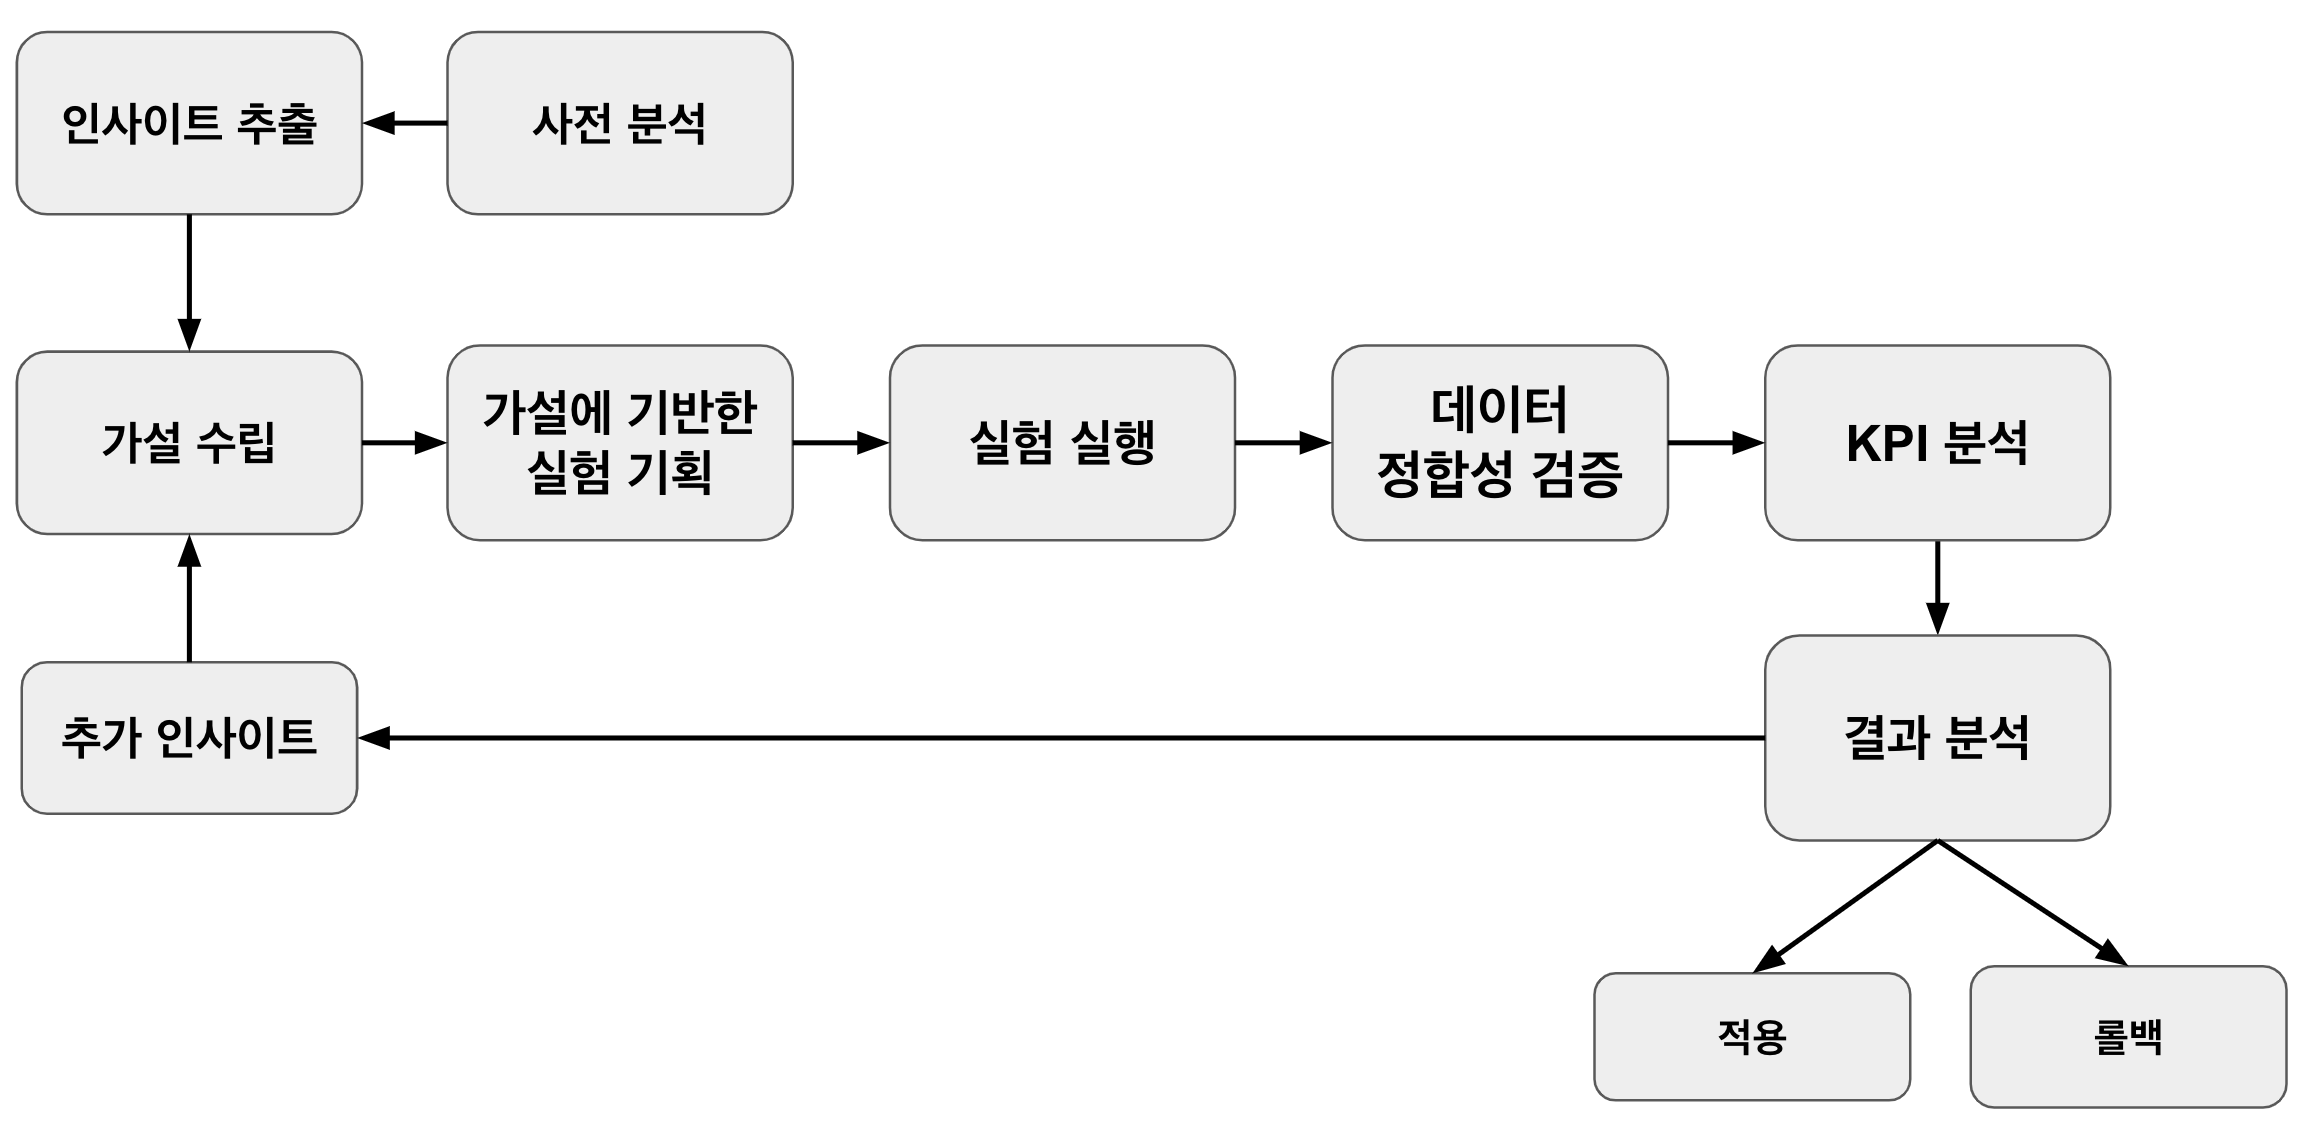 인사이트 추출
사전 분석
가설 수립
가설에 기반한
실험 기획
실험 실행
데이터
정합성 검증
KPI 분석
추가 인사이트
결과 분석
적용
롤백